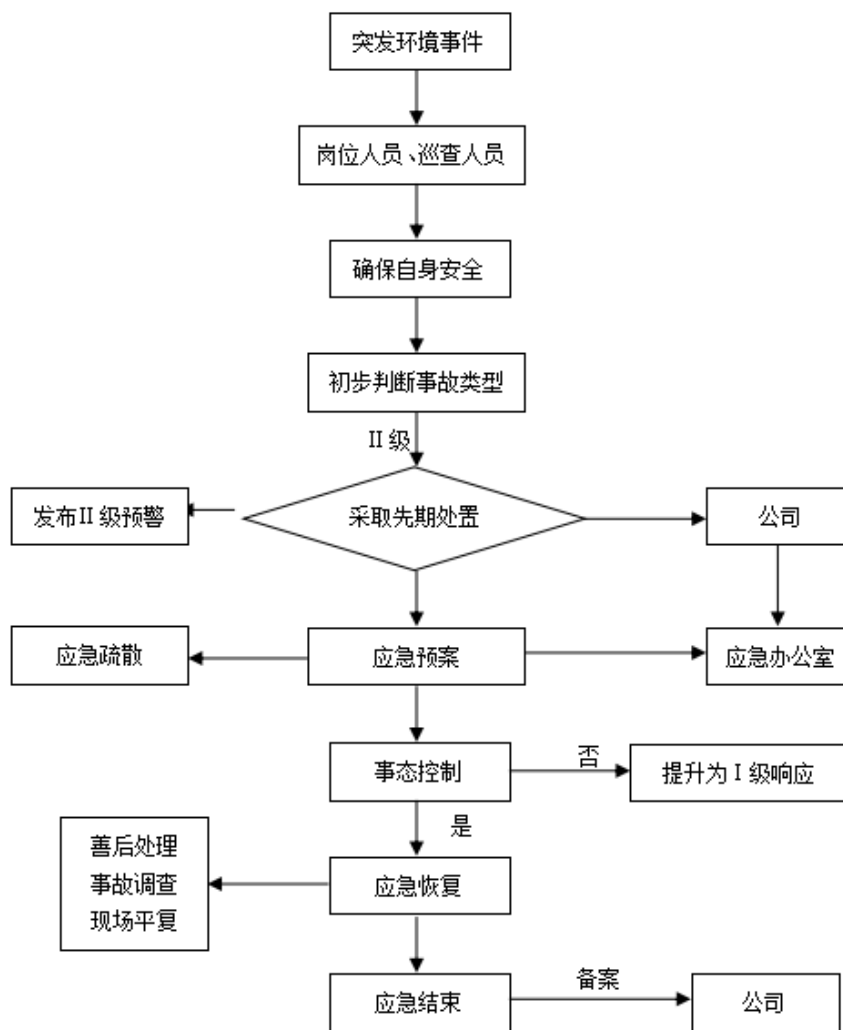 突发环境事件
岗位人员、巡查人员
确保自身安全
初步判断事故类型
II级
发布II级预警
采取先期处置
公司
应急疏散
应急预案
应急办公室
事态控制
否
提升为I级响应
是
善后处理
事故调查
现场平复
应急恢复
应急结束
备案
公司